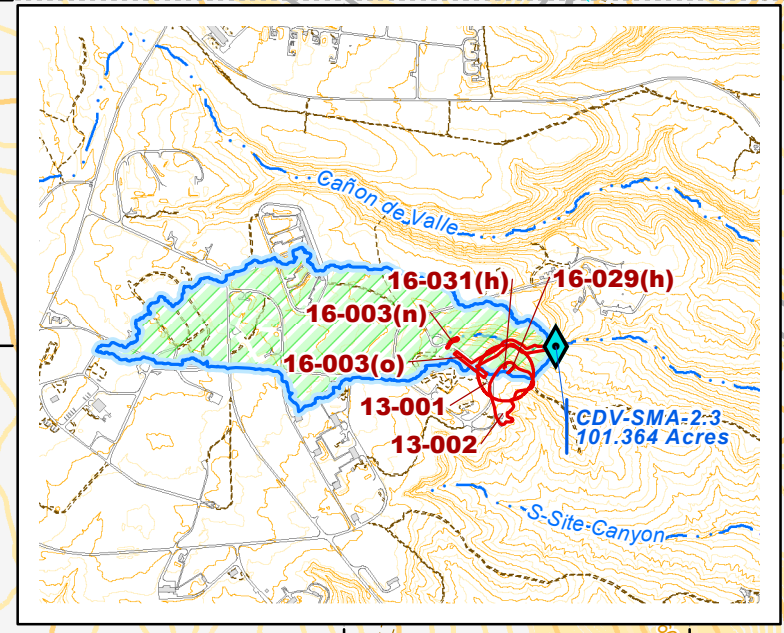 Cañon de Valle
16-031(h)
16-029(h)
16-003(n)
16-003(o)
13-001
13-002
CDV-SMA-2.3
101.364 Acres
S-Site-Canyon